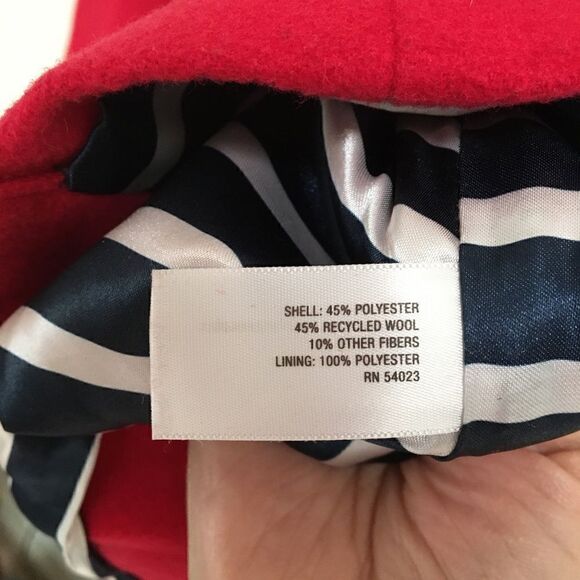 SHELL: 45% POLYESTER
45% RECYCLED WOOL
10% OTHER FIBERS
LINING: 100% POLYESTER
RN 54023